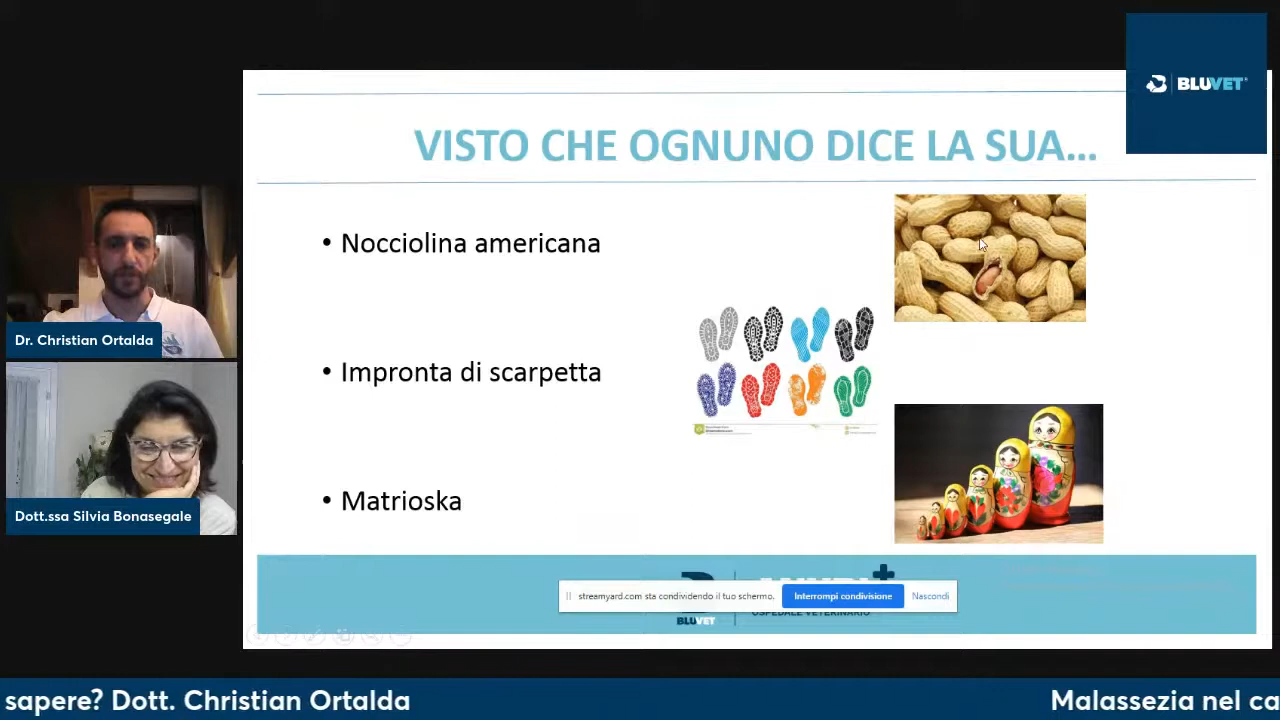 BLUVET
VISTO CHE OGNUNO DICE LA SUA...
• Nocciolina americana
• Impronta di scarpetta
• Matrioska
Dr. Christian Ortalda
Dott.ssa Silvia Bonasegale
streamyard.com sta condividendo il tuo schermo.
Interrompi condivisione
Nascondi
OSPEDALE VETERINARIO
BLUVET
sapere? Dott. Christian Ortalda
Malassezia nel ca